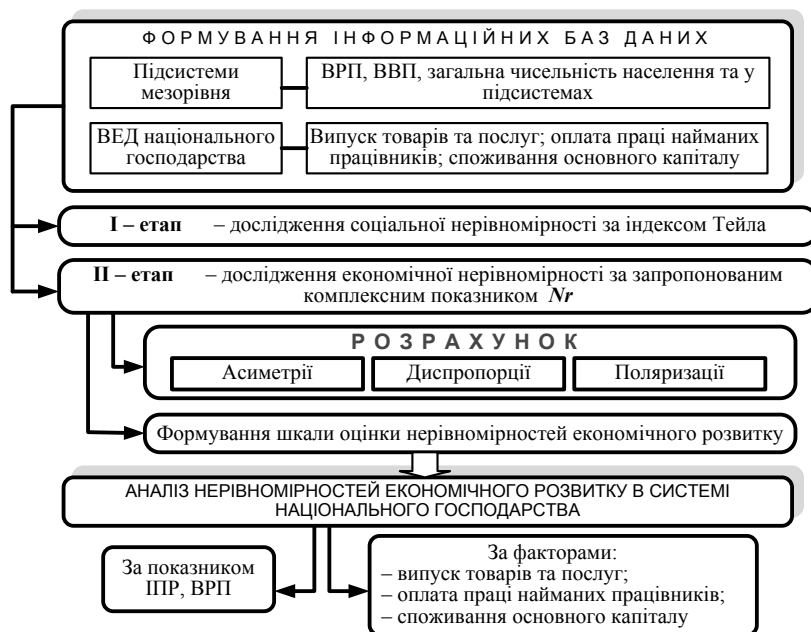 ФОРМУВАННЯ ІНФОРМАЦІЙНИХ БАЗ ДАНИХ
Підсистеми
мезорівня
ВРП, ВВП, загальна чисельність населення та у
підсистемах
ВЕД національного
господарства
Випуск товарів та послуг; оплата праці найманих
працівників; споживання основного капіталу
І – етап – дослідження соціальної нерівномірності за індексом Тейла
ІІ – етап – дослідження економічної нерівномірності за запропонованим
комплексним показником Nr
РОЗРАХУНОК
Асиметрії
Диспропорції
Поляризації
Формування шкали оцінки нерівномірностей економічного розвитку
АНАЛІЗ НЕРІВНОМІРНОСТЕЙ ЕКОНОМІЧНОГО РОЗВИТКУ В СИСТЕМІ
НАЦІОНАЛЬНОГО ГОСПОДАРСТВА
За показником
ІПР, ВРП
За факторами:
– випуск товарів та послуг;
– оплата праці найманих працівників;
– споживання основного капіталу